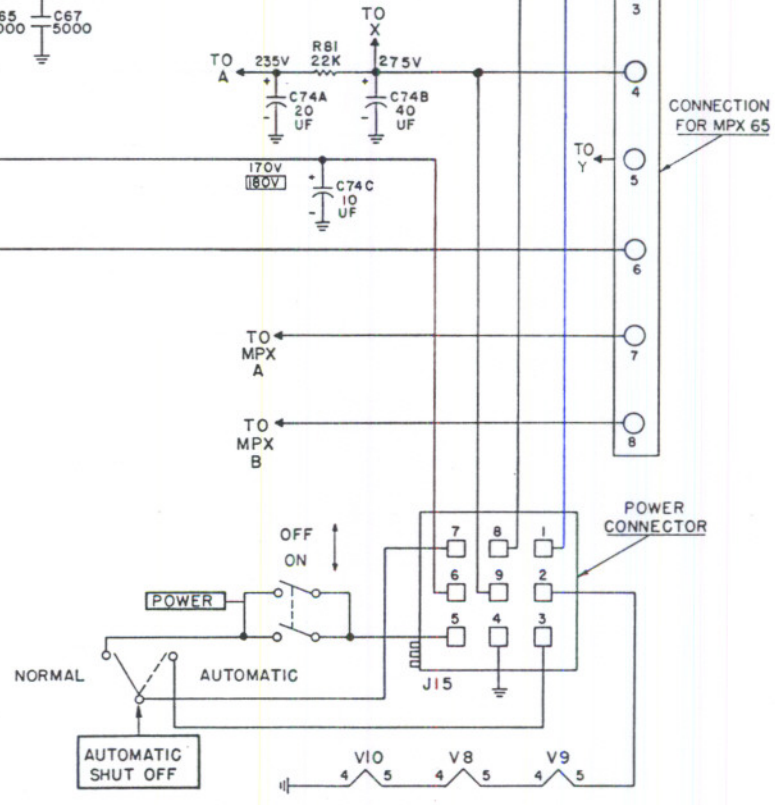 65
000
C67
5000
3
TO
X
TO
A
235V
R81
22K
275V
4
+
C74A
20
UF
-
+
C74B
40
UF
-
CONNECTION
FOR MPX 65
TO
Y
5
170V
180V
+
C74C
10
UF
-
6
TO
MPX
A
7
TO
MPX
B
8
OFF
ON
POWER
CONNECTOR
7 8 1
6 9 2
5 4 3
J15
POWER
NORMAL
AUTOMATIC
AUTOMATIC
SHUT OFF
V10
4 5
V8
4 5
V9
4 5